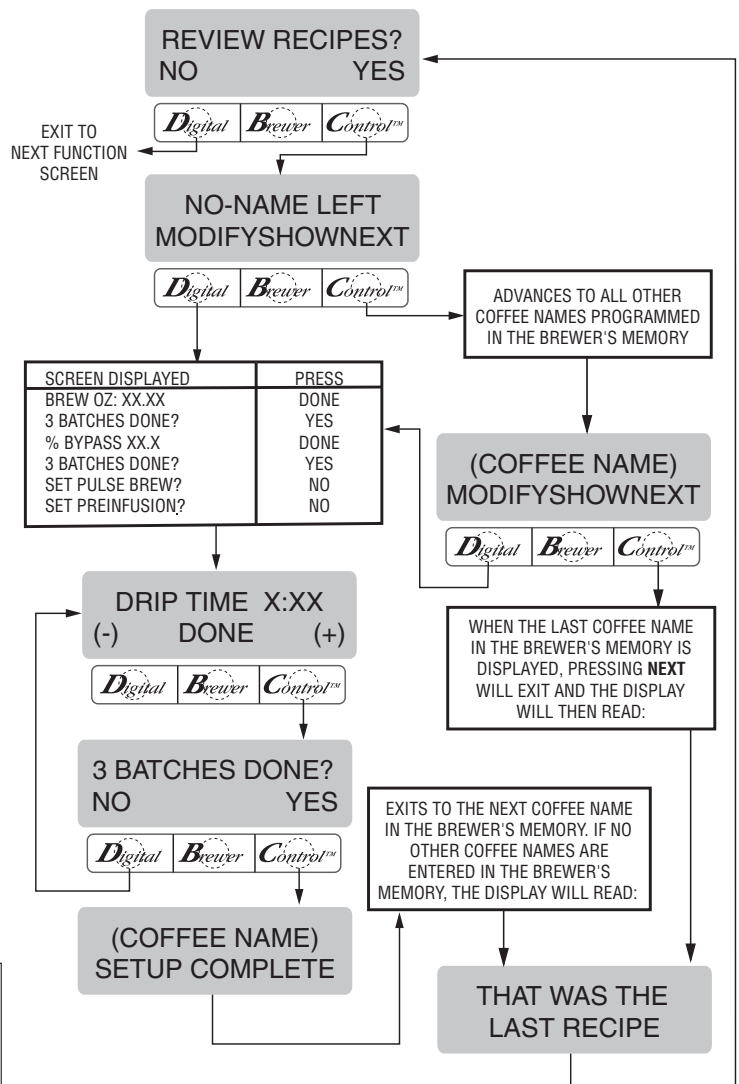 REVIEW RECIPES?
NO YES
Digital Brewer Control™
EXIT TO
NEXT FUNCTION
SCREEN
NO-NAME LEFT
MODIFYSHOWNEXT
Digital Brewer Control™
ADVANCES TO ALL OTHER
COFFEE NAMES PROGRAMMED
IN THE BREWER'S MEMORY
SCREEN DISPLAYED PRESS
BREW OZ: XX.XX DONE
3 BATCHES DONE? YES
% BYPASS XX.X DONE
3 BATCHES DONE? YES
SET PULSE BREW? NO
SET PREINFUSION? NO
(COFFEE NAME)
MODIFYSHOWNEXT
Digital Brewer Control™
DRIP TIME X:XX
(-) DONE (+)
Digital Brewer Control™
WHEN THE LAST COFFEE NAME
IN THE BREWER'S MEMORY IS
DISPLAYED, PRESSING NEXT
WILL EXIT AND THE DISPLAY
WILL THEN READ:
3 BATCHES DONE?
NO YES
Digital Brewer Control™
EXITS TO THE NEXT COFFEE NAME
IN THE BREWER'S MEMORY. IF NO
OTHER COFFEE NAMES ARE
ENTERED IN THE BREWER'S
MEMORY, THE DISPLAY WILL READ:
(COFFEE NAME)
SETUP COMPLETE
THAT WAS THE
LAST RECIPE